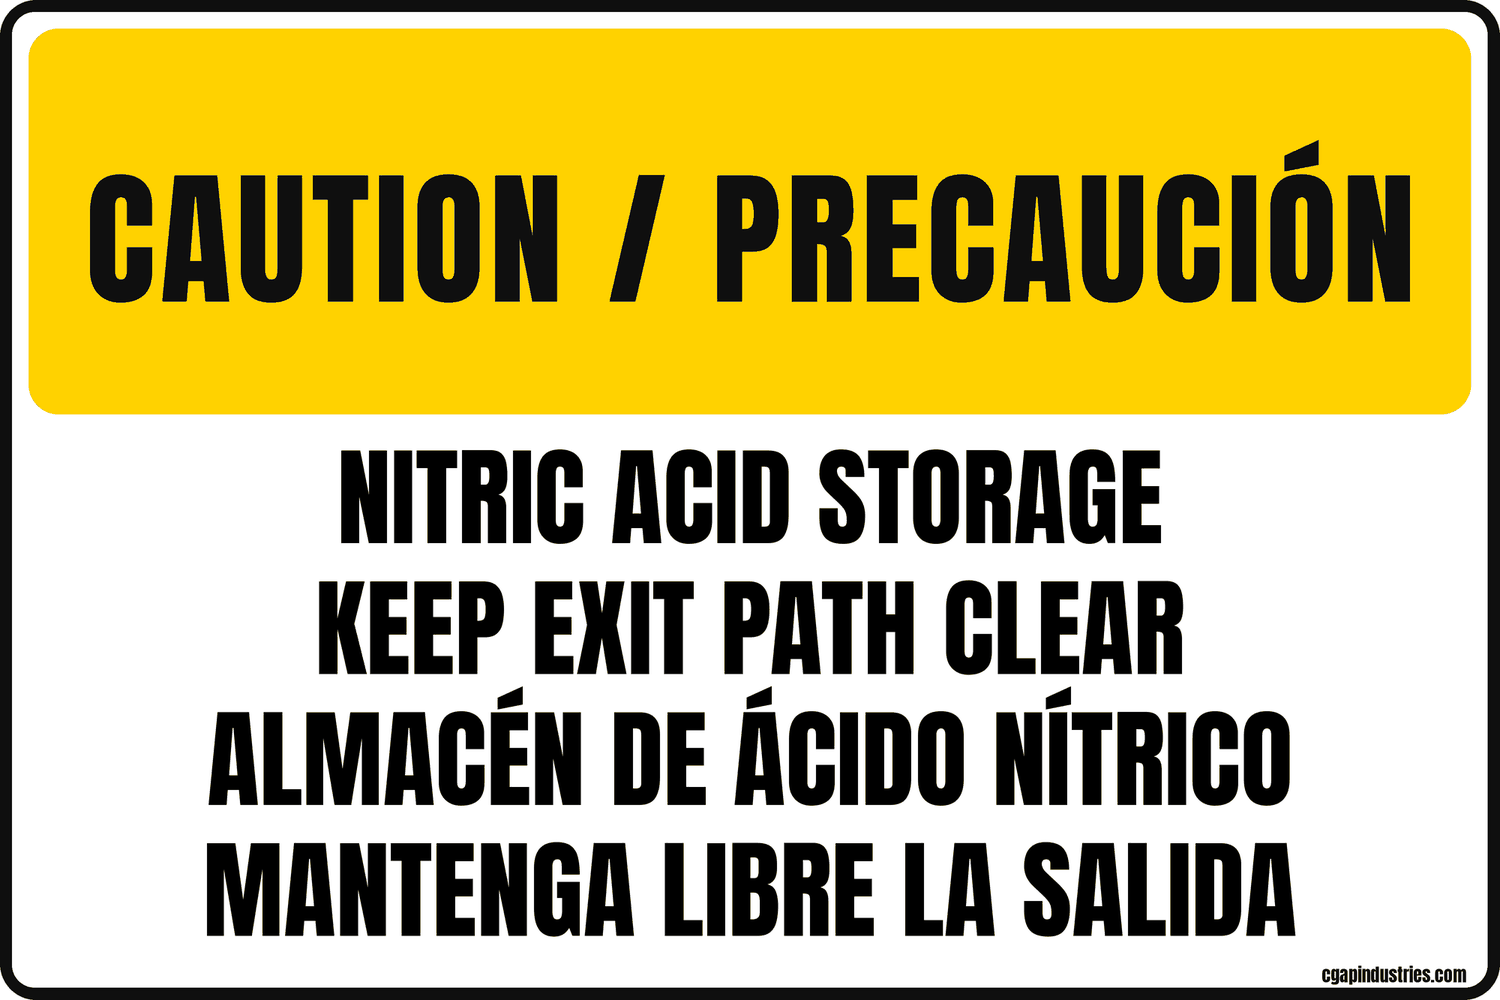 CAUTION / PRECAUCIÓN
NITRIC ACID STORAGE
KEEP EXIT PATH CLEAR
ALMACÉN DE ÁCIDO NÍTRICO
MANTENGA LIBRE LA SALIDA
cgapindustries.com